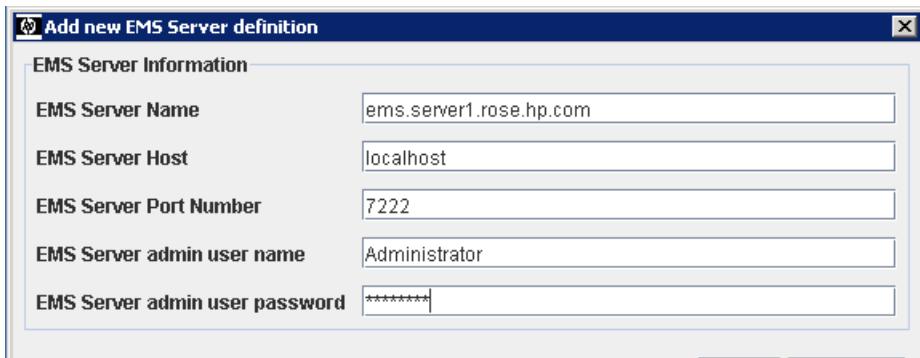 Add new EMS Server definition
EMS Server Information
EMS Server Name ems.server1.rose.hp.com
EMS Server Host localhost
EMS Server Port Number 7222
EMS Server admin user name Administrator
EMS Server admin user password ********